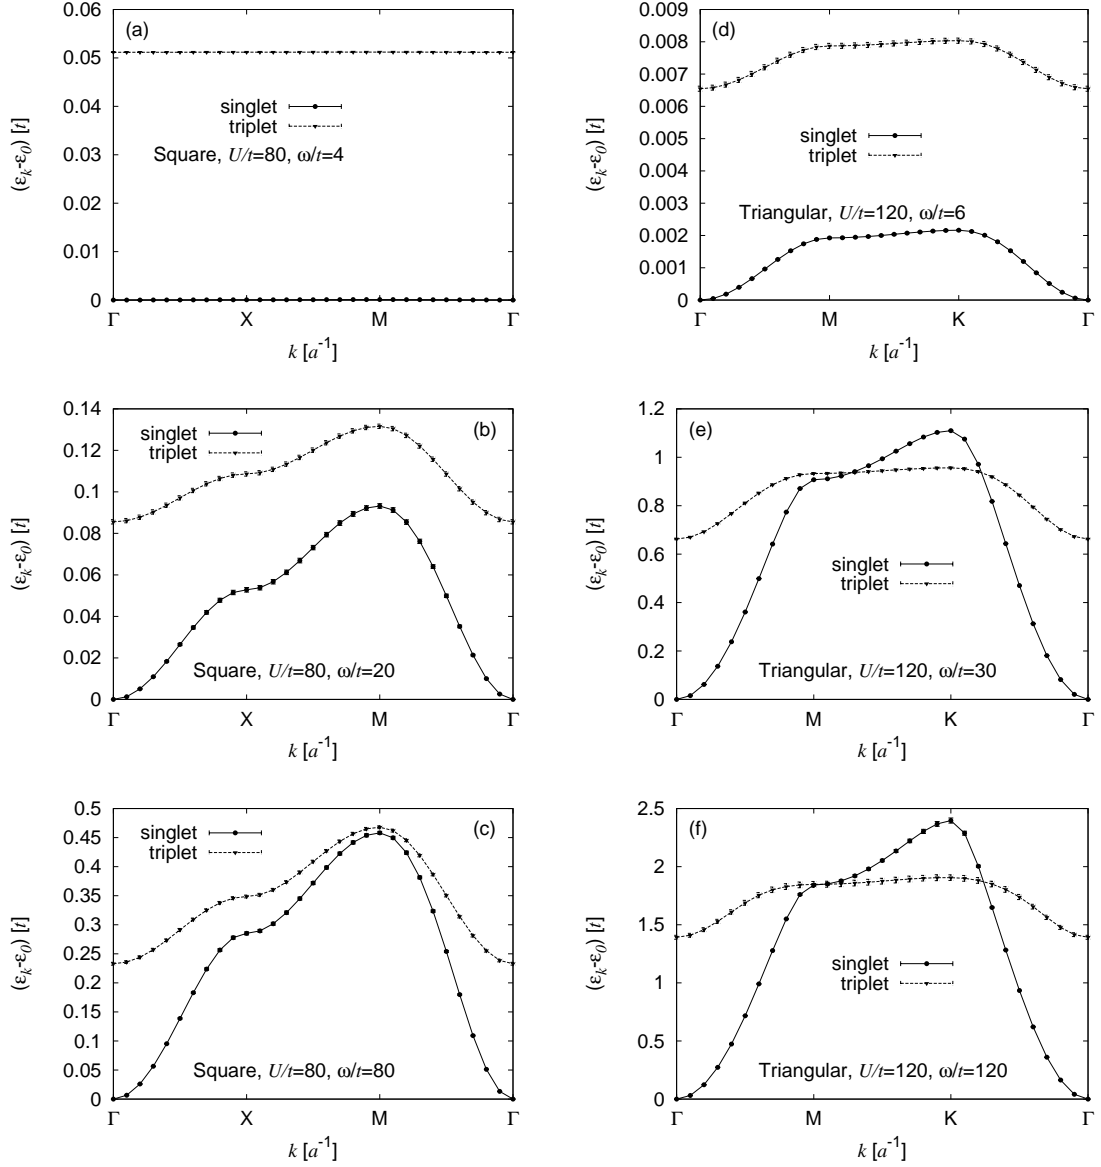 (a)
0.06
0.05
0.04
0.03
0.02
0.01
0
(ε_k-ε_0) [t]
singlet
triplet
Square, U/t=80, ω/t=4
Γ X M Γ
k [a^-1]
(d)
0.009
0.008
0.007
0.006
0.005
0.004
0.003
0.002
0.001
0
(ε_k-ε_0) [t]
singlet
triplet
Triangular, U/t=120, ω/t=6
Γ M K Γ
k [a^-1]
(b)
0.14
0.12
0.1
0.08
0.06
0.04
0.02
0
(ε_k-ε_0) [t]
singlet
triplet
Square, U/t=80, ω/t=20
Γ X M Γ
k [a^-1]
(e)
1.2
1
0.8
0.6
0.4
0.2
0
(ε_k-ε_0) [t]
singlet
triplet
Triangular, U/t=120, ω/t=30
Γ M K Γ
k [a^-1]
(c)
0.5
0.45
0.4
0.35
0.3
0.25
0.2
0.15
0.1
0.05
0
(ε_k-ε_0) [t]
singlet
triplet
Square, U/t=80, ω/t=80
Γ X M Γ
k [a^-1]
(f)
2.5
2
1.5
1
0.5
0
(ε_k-ε_0) [t]
singlet
triplet
Triangular, U/t=120, ω/t=120
Γ M K Γ
k [a^-1]